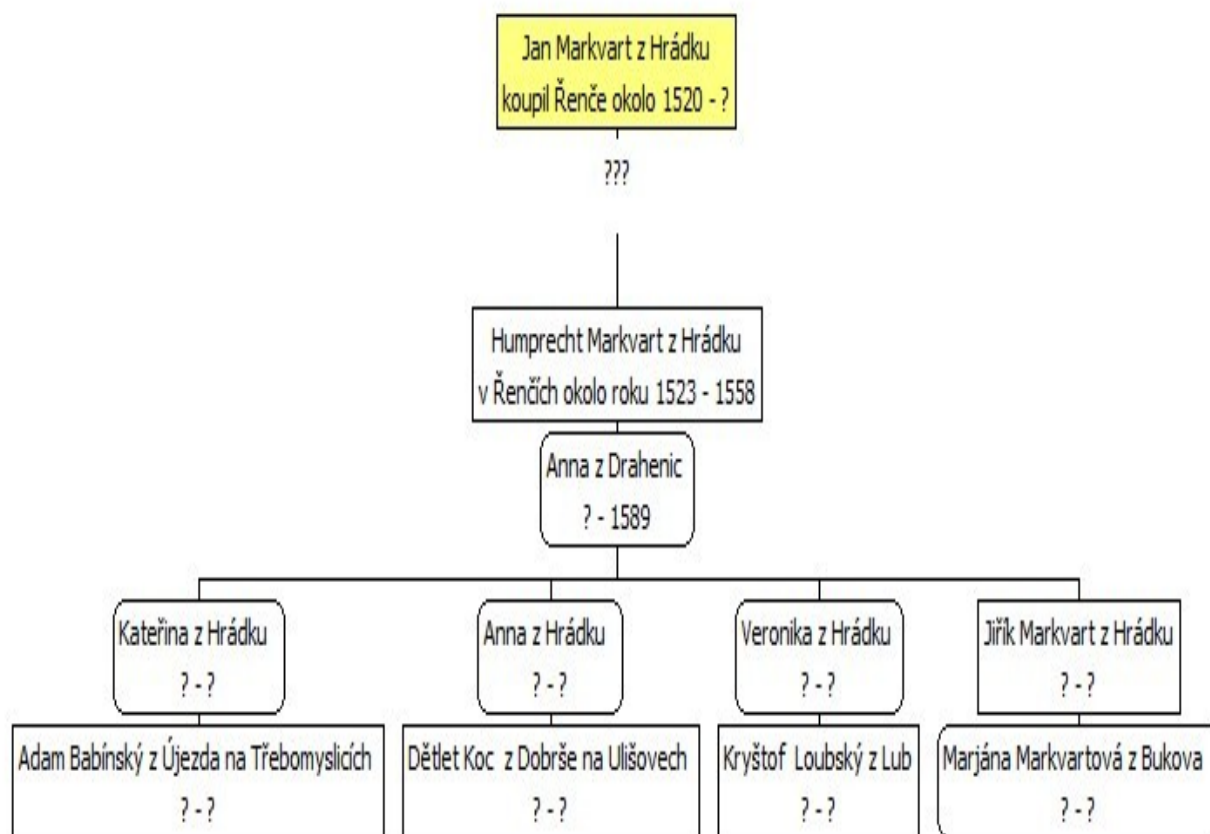 Jan Markvart z Hrádku
koupil Řenče okolo 1520 - ?
???
Humprecht Markvart z Hrádku
v Řenčích okolo roku 1523 - 1558
Anna z Drahenic
? - 1589
Kateřina z Hrádku
? - ?
Adam Babínský z Újezda na Třebomyslicích
? - ?
Anna z Hrádku
? - ?
Dětlet Koc z Dobrše na Ulišovech
? - ?
Veronika z Hrádku
? - ?
Kryštof Loubský z Lub
? - ?
Jiřík Markvart z Hrádku
? - ?
Marjána Markvartová z Bukova
? - ?